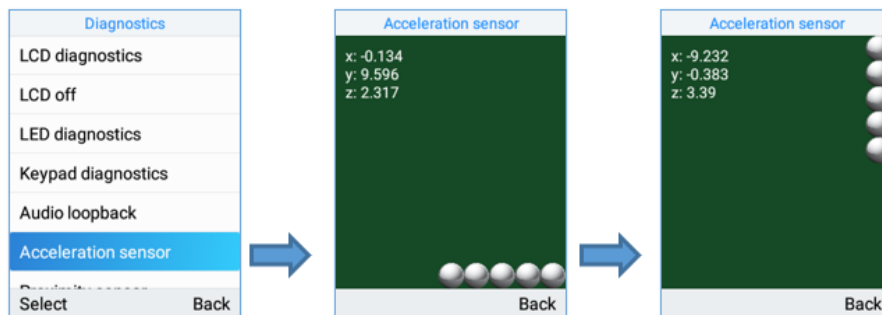 Diagnostics
LCD diagnostics
LCD off
LED diagnostics
Keypad diagnostics
Audio loopback
Acceleration sensor
Select Back
Acceleration sensor
x: -0.134
y: 9.596
z: 2.317
Back
Acceleration sensor
x: -9.232
y: -0.383
z: 3.39
Back